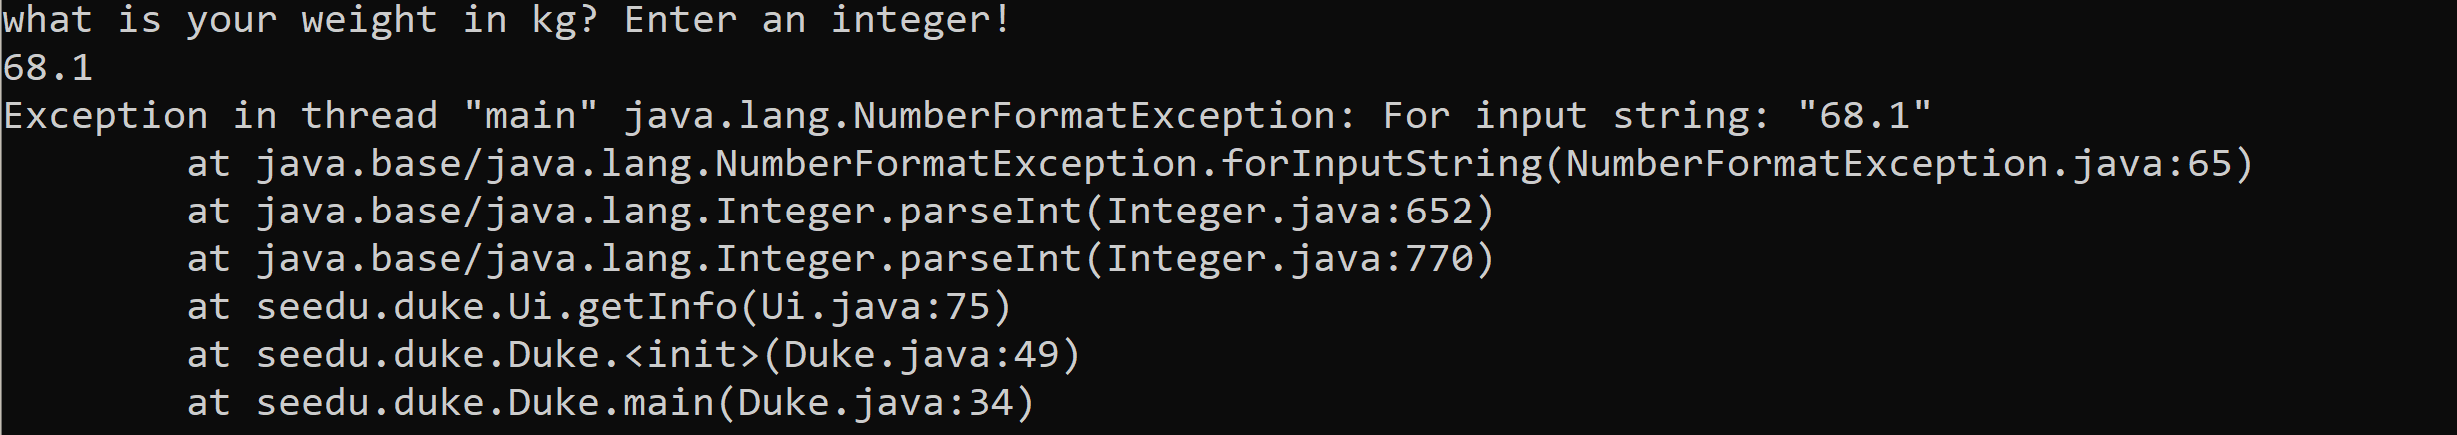 what is your weight in kg? Enter an integer!
68.1
Exception in thread "main" java.lang.NumberFormatException: For input string: "68.1"
        at java.base/java.lang.NumberFormatException.forInputString(NumberFormatException.java:65)
        at java.base/java.lang.Integer.parseInt(Integer.java:652)
        at java.base/java.lang.Integer.parseInt(Integer.java:770)
        at seedu.duke.Ui.getInfo(Ui.java:75)
        at seedu.duke.Duke.<init>(Duke.java:49)
        at seedu.duke.Duke.main(Duke.java:34)